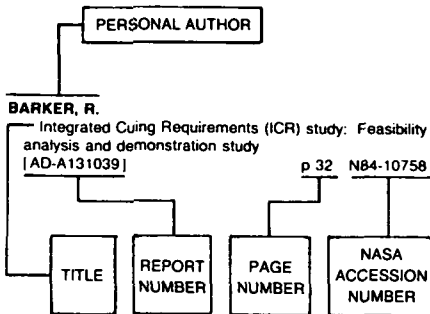 PERSONAL AUTHOR
BARKER, R.
Integrated Cuing Requirements (ICR) study: Feasibility
analysis and demonstration study
[AD-A131039] p 32 N84-10758
TITLE
REPORT
NUMBER
PAGE
NUMBER
NASA
ACCESSION
NUMBER